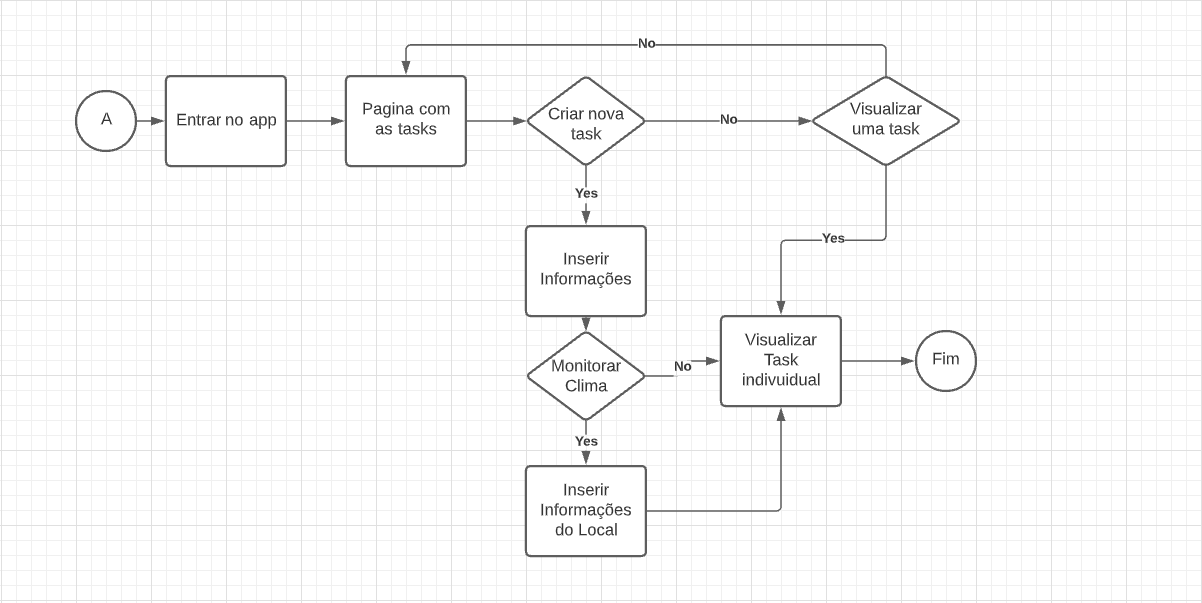 No
A
Entrar no app
Pagina com
as tasks
Criar nova
task
No
Visualizar
uma task
Yes
Yes
Inserir
Informações
Monitorar
Clima
No
Visualizar
Task
indivuidual
Fim
Yes
Inserir
Informações
do Local